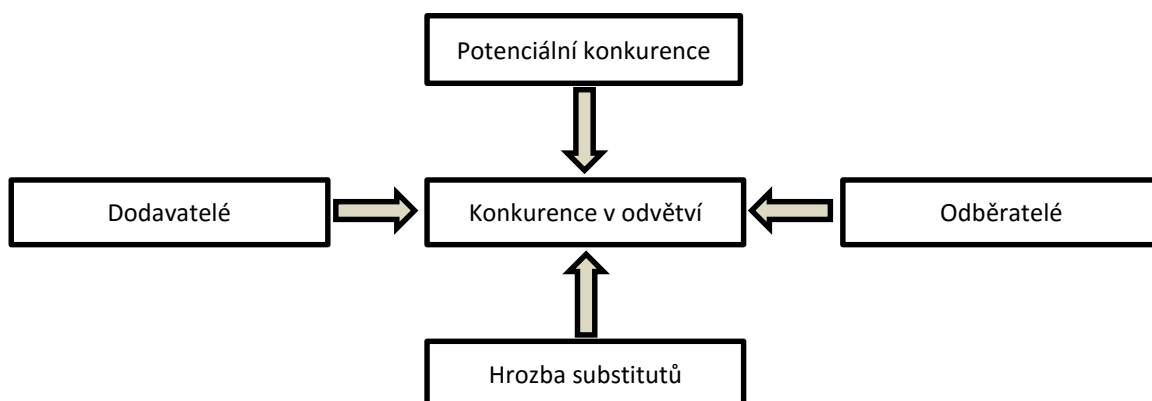 Potenciální konkurence
Dodavatelé
Konkurence v odvětví
Odběratelé
Hrozba substitutů